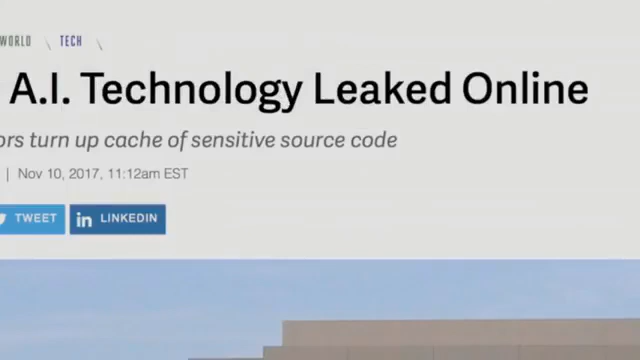 WORLD \ TECH \
A.I. Technology Leaked Online
turn up cache of sensitive source code
| Nov 10, 2017, 11:12am EST
TWEET in LINKEDIN